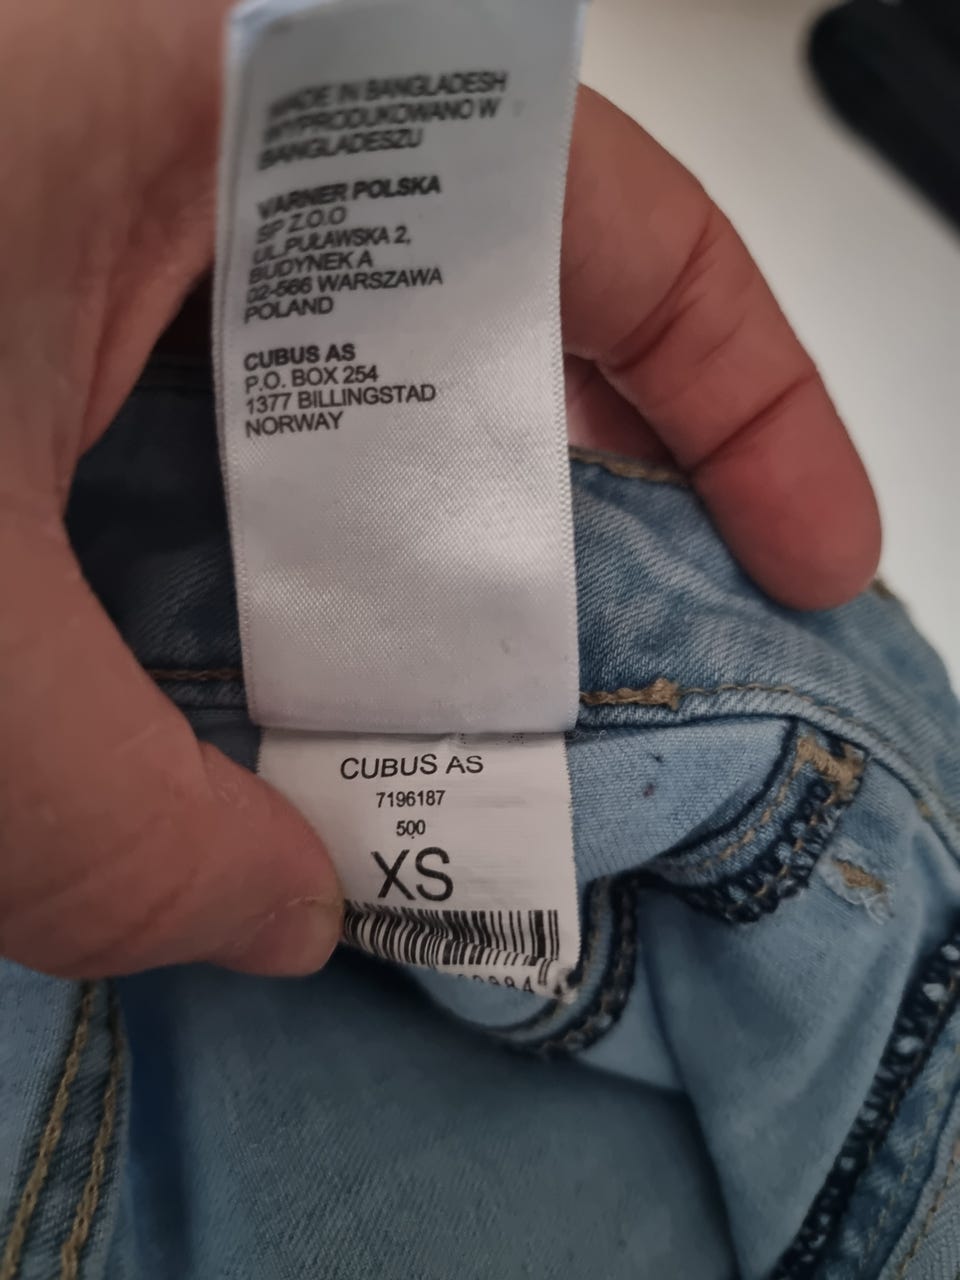 MADE IN BANGLADESH
WYPRODUKOWANO W
BANGLADESZU
VARNER POLSKA
SP Z.O.O
UL.PUŁAWSKA 2,
BUDYNEK A
02-566 WARSZAWA
POLAND
CUBUS AS
P.O. BOX 254
1377 BILLINGSTAD
NORWAY
CUBUS AS
7196187
500
XS